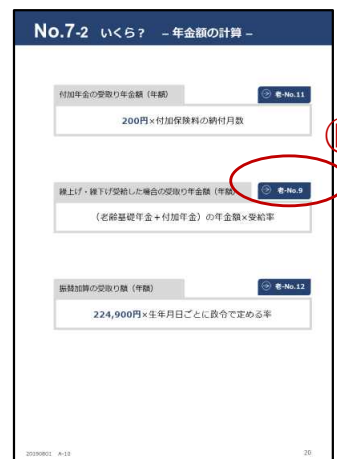 No.7-2 いくら？ – 年金額の計算 –
付加年金の受取り年金額（年額）
老-No.11
200円×付加保険料の納付月数
繰上げ・繰下げ受給した場合の受取り年金額（年額）
老-No.9
（老齢基礎年金＋付加年金）の年金額×受給率
振替加算の受取り額（年額）
老-No.12
224,900円×生年月日ごとに政令で定める率
20190801 A-10
20